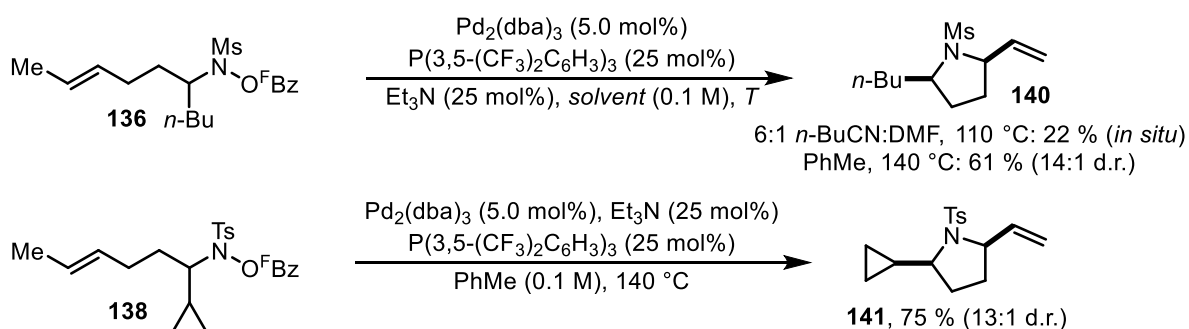 Me
Ms
N
O
FBz
136
n-Bu
Pd2(dba)3 (5.0 mol%)
P(3,5-(CF3)2C6H3)3 (25 mol%)
Et3N (25 mol%), solvent (0.1 M), T
Ms
N
n-Bu
140
6:1 n-BuCN:DMF, 110 °C: 22 % (in situ)
PhMe, 140 °C: 61 % (14:1 d.r.)
Me
Ts
N
O
FBz
138
Pd2(dba)3 (5.0 mol%), Et3N (25 mol%)
P(3,5-(CF3)2C6H3)3 (25 mol%)
PhMe (0.1 M), 140 °C
Ts
N
141, 75 % (13:1 d.r.)